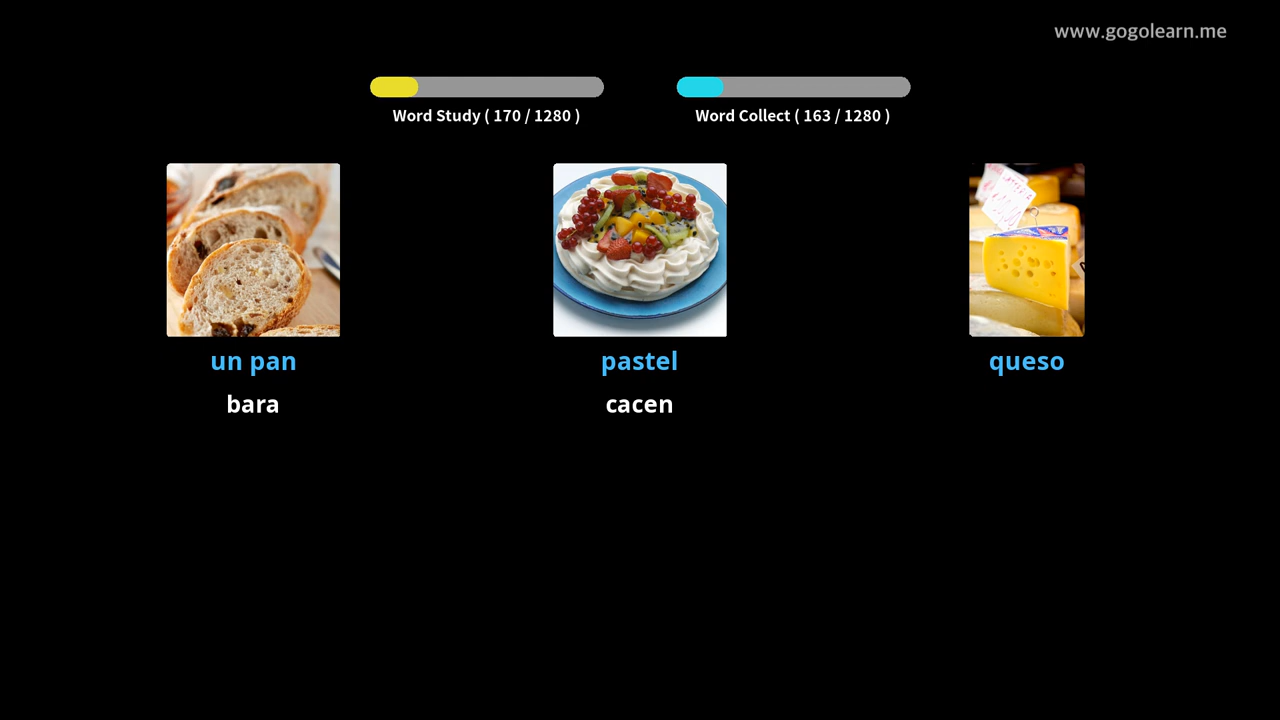 www.gogolearn.me
Word Study ( 170 / 1280 )
Word Collect ( 163 / 1280 )
un pan
pastel
queso
bara
cacen